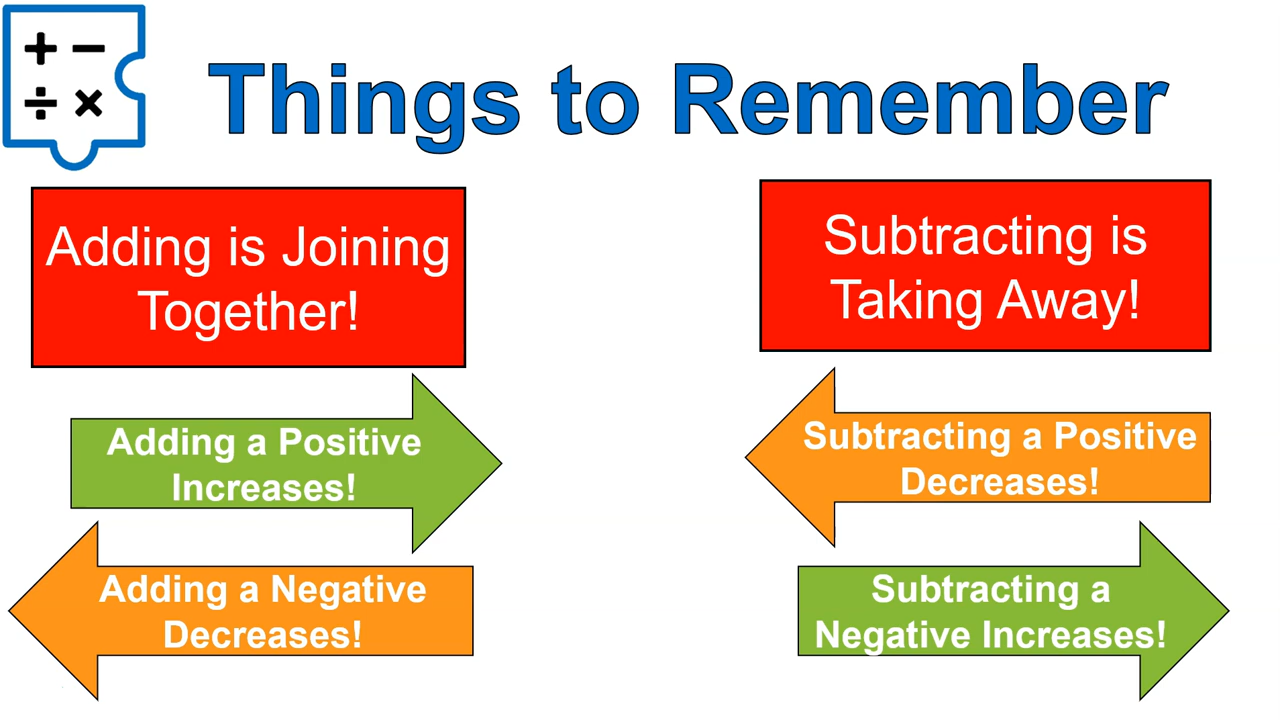 + −
÷ ×
Things to Remember
Adding is Joining
Together!
Adding a Positive
Increases!
Adding a Negative
Decreases!
Subtracting is
Taking Away!
Subtracting a Positive
Decreases!
Subtracting a
Negative Increases!